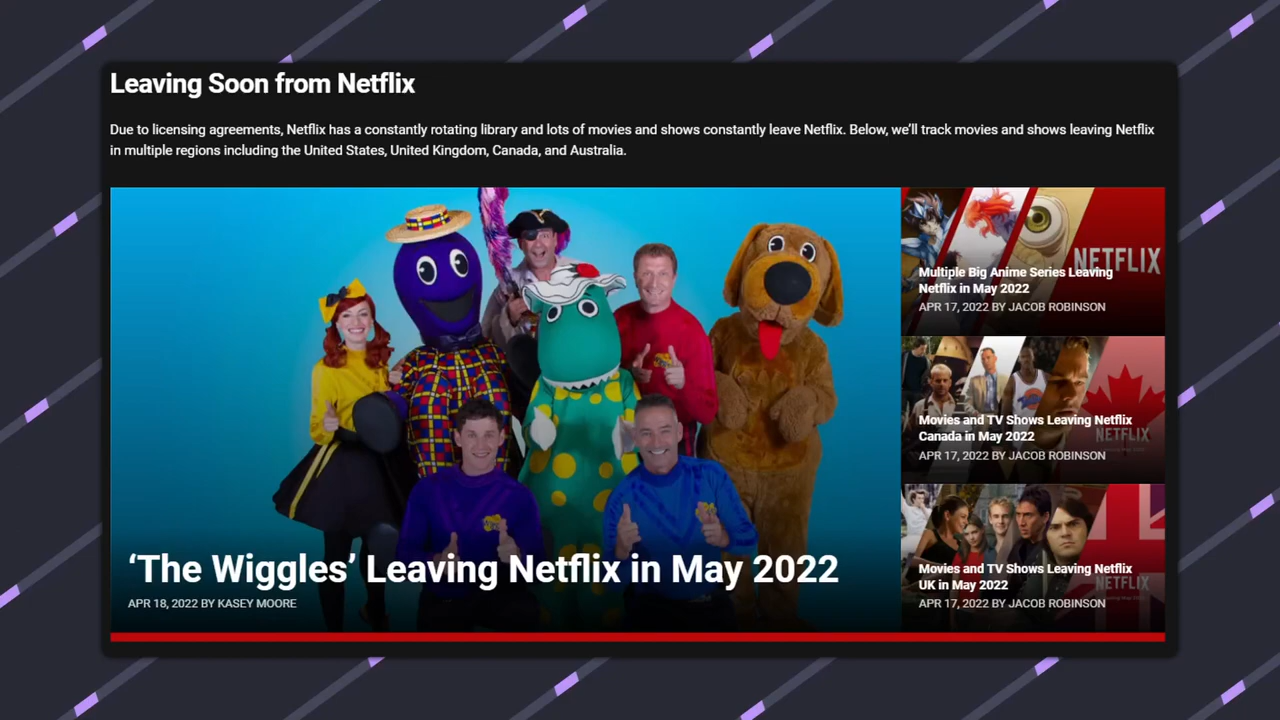 Leaving Soon from Netflix
Due to licensing agreements, Netflix has a constantly rotating library and lots of movies and shows constantly leave Netflix. Below, we'll track movies and shows leaving Netflix
in multiple regions including the United States, United Kingdom, Canada, and Australia.
‘The Wiggles’ Leaving Netflix in May 2022
APR 18, 2022 BY KASEY MOORE
NETFLIX
Multiple Big Anime Series Leaving
Netflix in May 2022
APR 17, 2022 BY JACOB ROBINSON
Movies and TV Shows Leaving Netflix
Canada in May 2022
NETFLIX
APR 17, 2022 BY JACOB ROBINSON
Movies and TV Shows Leaving Netflix
UK in May 2022
NETFLIX
APR 17, 2022 BY JACOB ROBINSON